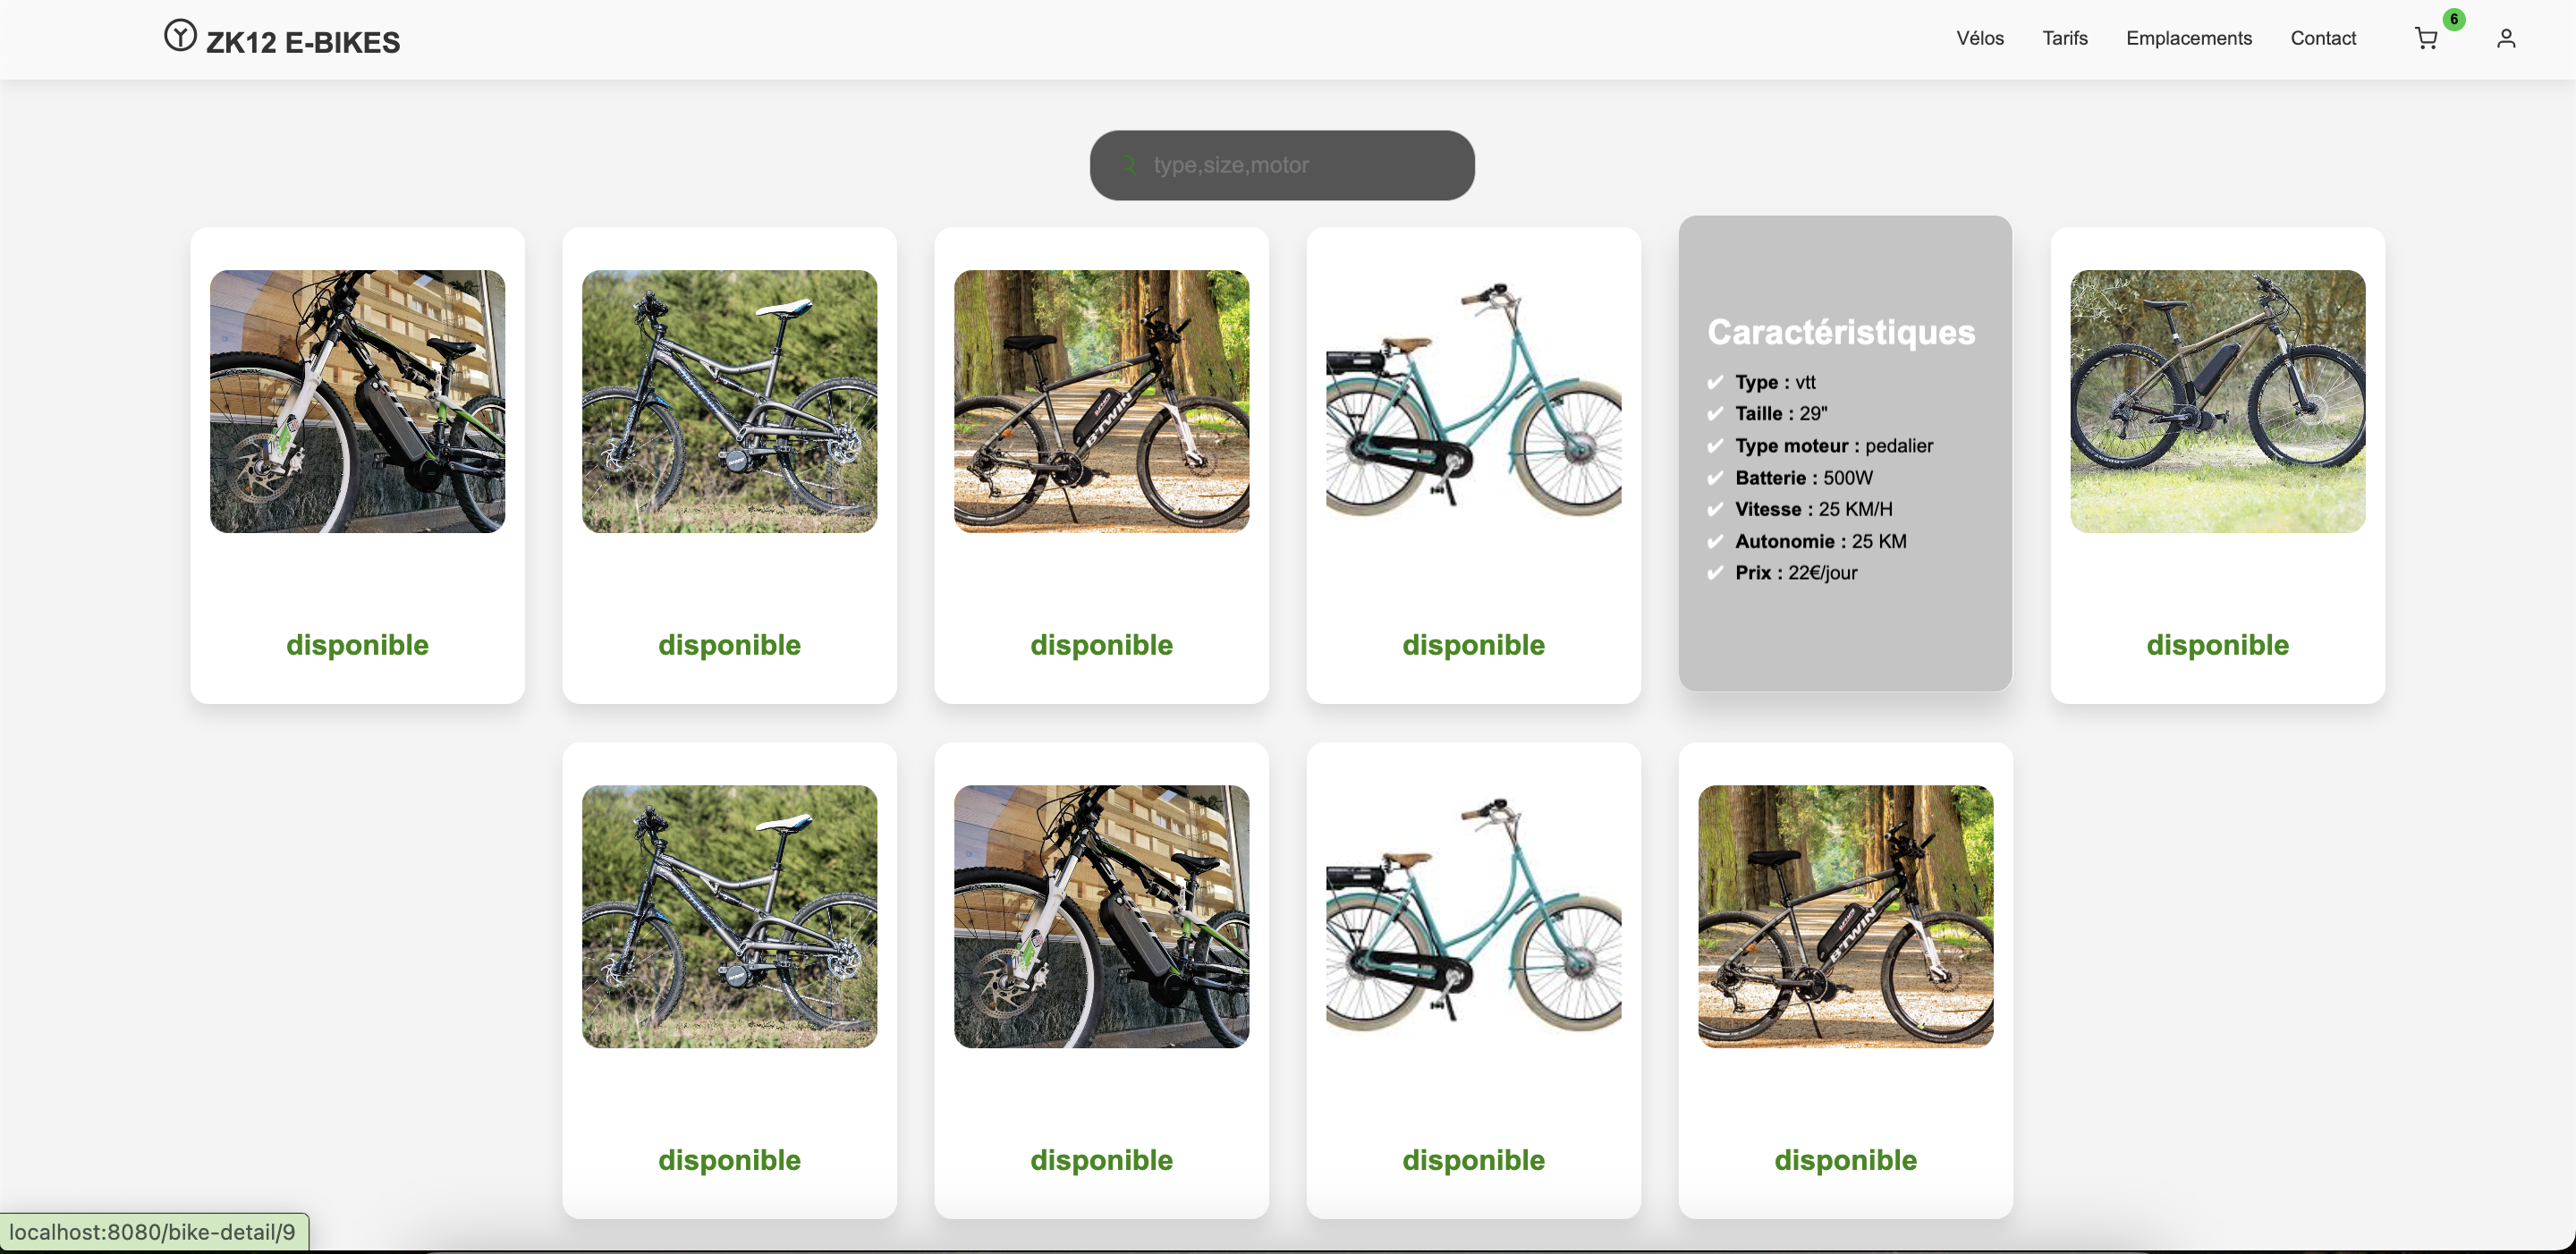 ZK12 E-BIKES
Vélos Tarifs Emplacements Contact 6
type,size,motor
Caractéristiques
✔ Type : vtt
✔ Taille : 29"
✔ Type moteur : pedalier
✔ Batterie : 500W
✔ Vitesse : 25 KM/H
✔ Autonomie : 25 KM
✔ Prix : 22€/jour
B'TWIN
disponible disponible disponible disponible disponible
B'TWIN
disponible disponible disponible disponible
localhost:8080/bike-detail/9